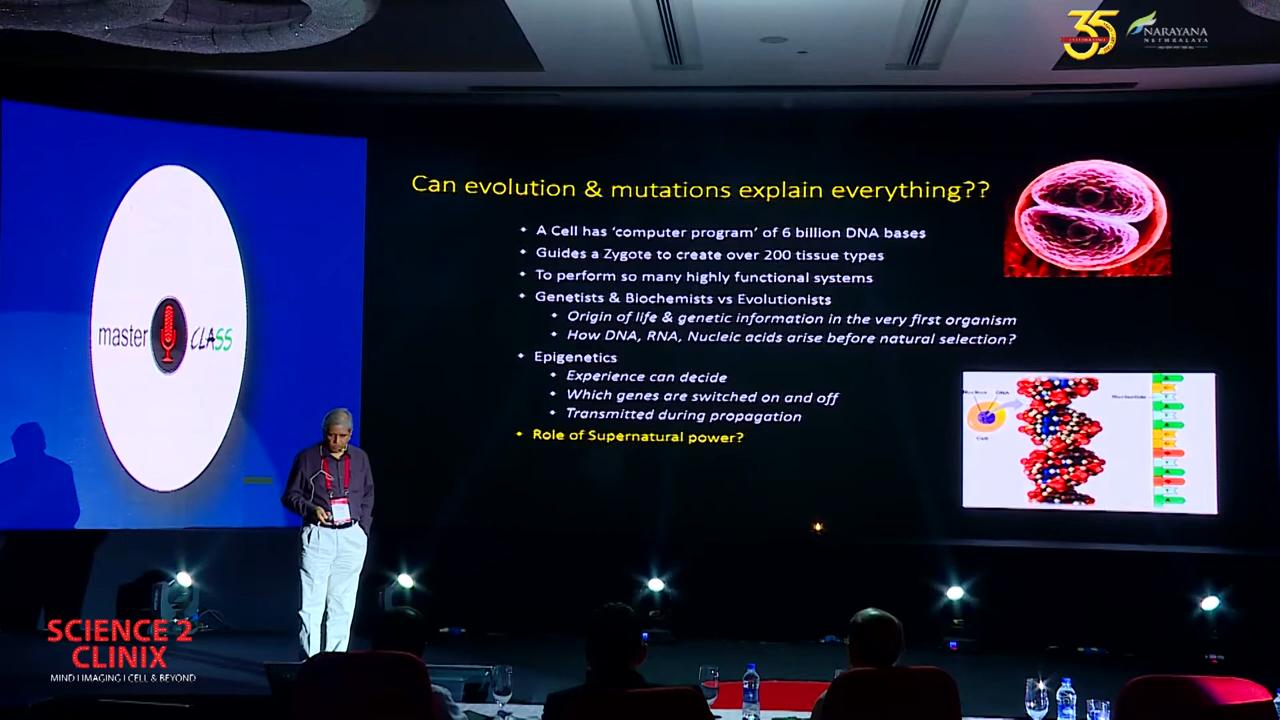 35
CELEBRATING
NARAYANA
NETHRALAYA
Can evolution & mutations explain everything??
• A Cell has ‘computer program’ of 6 billion DNA bases
• Guides a Zygote to create over 200 tissue types
• To perform so many highly functional systems
• Genetists & Biochemists vs Evolutionists
• Origin of life & genetic information in the very first organism
• How DNA, RNA, Nucleic acids arise before natural selection?
• Epigenetics
• Experience can decide
• Which genes are switched on and off
• Transmitted during propagation
• Role of Supernatural power?
master CLASS
DNA
SCIENCE 2
CLINIX
MIND I IMAGING I CELL & BEYOND